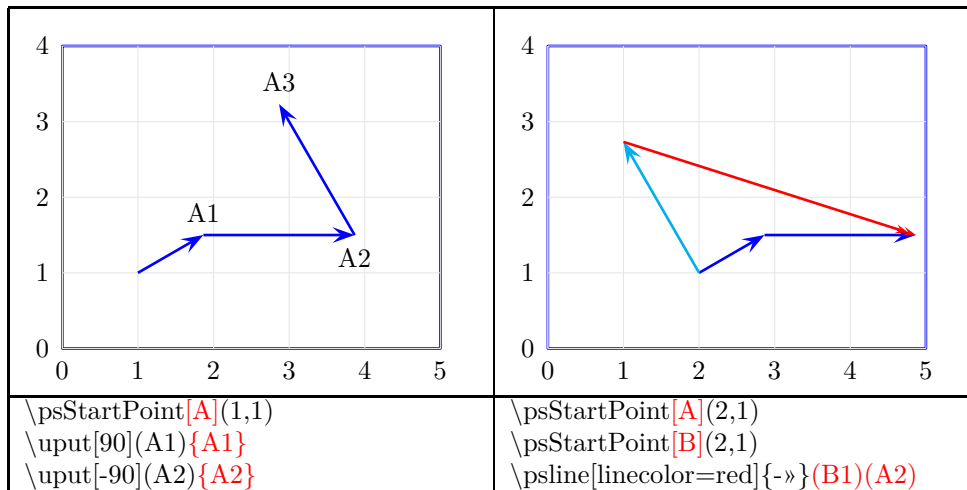 4
3
2
1
0
0 1 2 3 4 5
A3
A1
A2
4
3
2
1
0
0 1 2 3 4 5
\psStartPoint[A](1,1)
\uput[90](A1){A1}
\uput[-90](A2){A2}
\psStartPoint[A](2,1)
\psStartPoint[B](2,1)
\psline[linecolor=red]{-»}(B1)(A2)